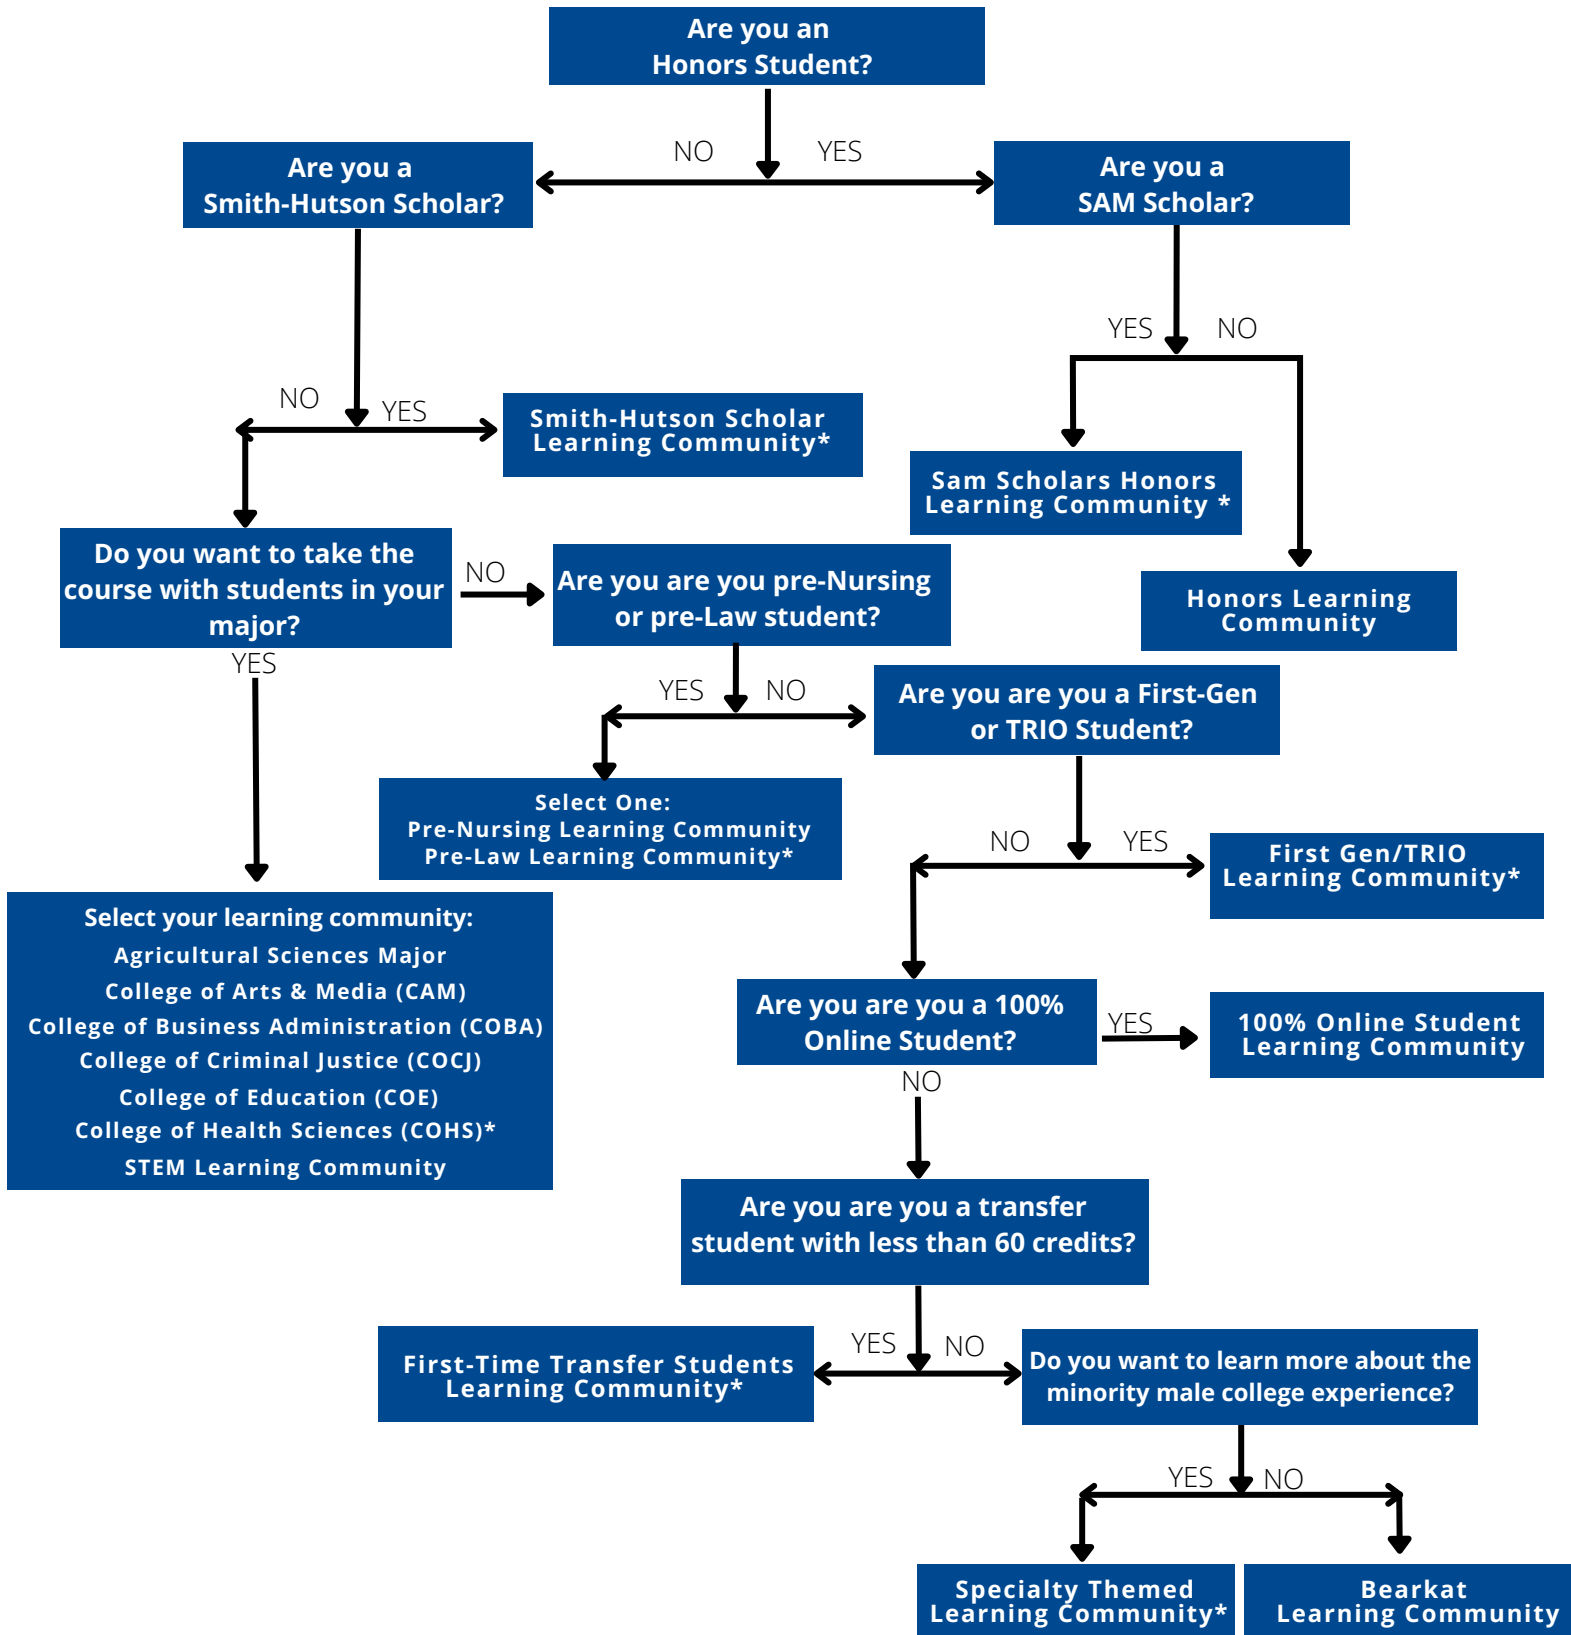 Are you an
Honors Student?
NO
YES
Are you a
Smith-Hutson Scholar?
Are you a
SAM Scholar?
YES
NO
NO
YES
Smith-Hutson Scholar
Learning Community*
Sam Scholars Honors
Learning Community *
Honors Learning
Community
Do you want to take the
course with students in your
major?
NO
YES
Are you are you pre-Nursing
or pre-Law student?
YES
NO
Are you are you a First-Gen
or TRIO Student?
Select One:
Pre-Nursing Learning Community
Pre-Law Learning Community*
NO
YES
First Gen/TRIO
Learning Community*
Select your learning community:
Agricultural Sciences Major
College of Arts & Media (CAM)
College of Business Administration (COBA)
College of Criminal Justice (COCJ)
College of Education (COE)
College of Health Sciences (COHS)*
STEM Learning Community
Are you are you a 100%
Online Student?
YES
100% Online Student
Learning Community
NO
Are you are you a transfer
student with less than 60 credits?
YES
NO
First-Time Transfer Students
Learning Community*
Do you want to learn more about the
minority male college experience?
YES
NO
Specialty Themed
Learning Community*
Bearkat
Learning Community